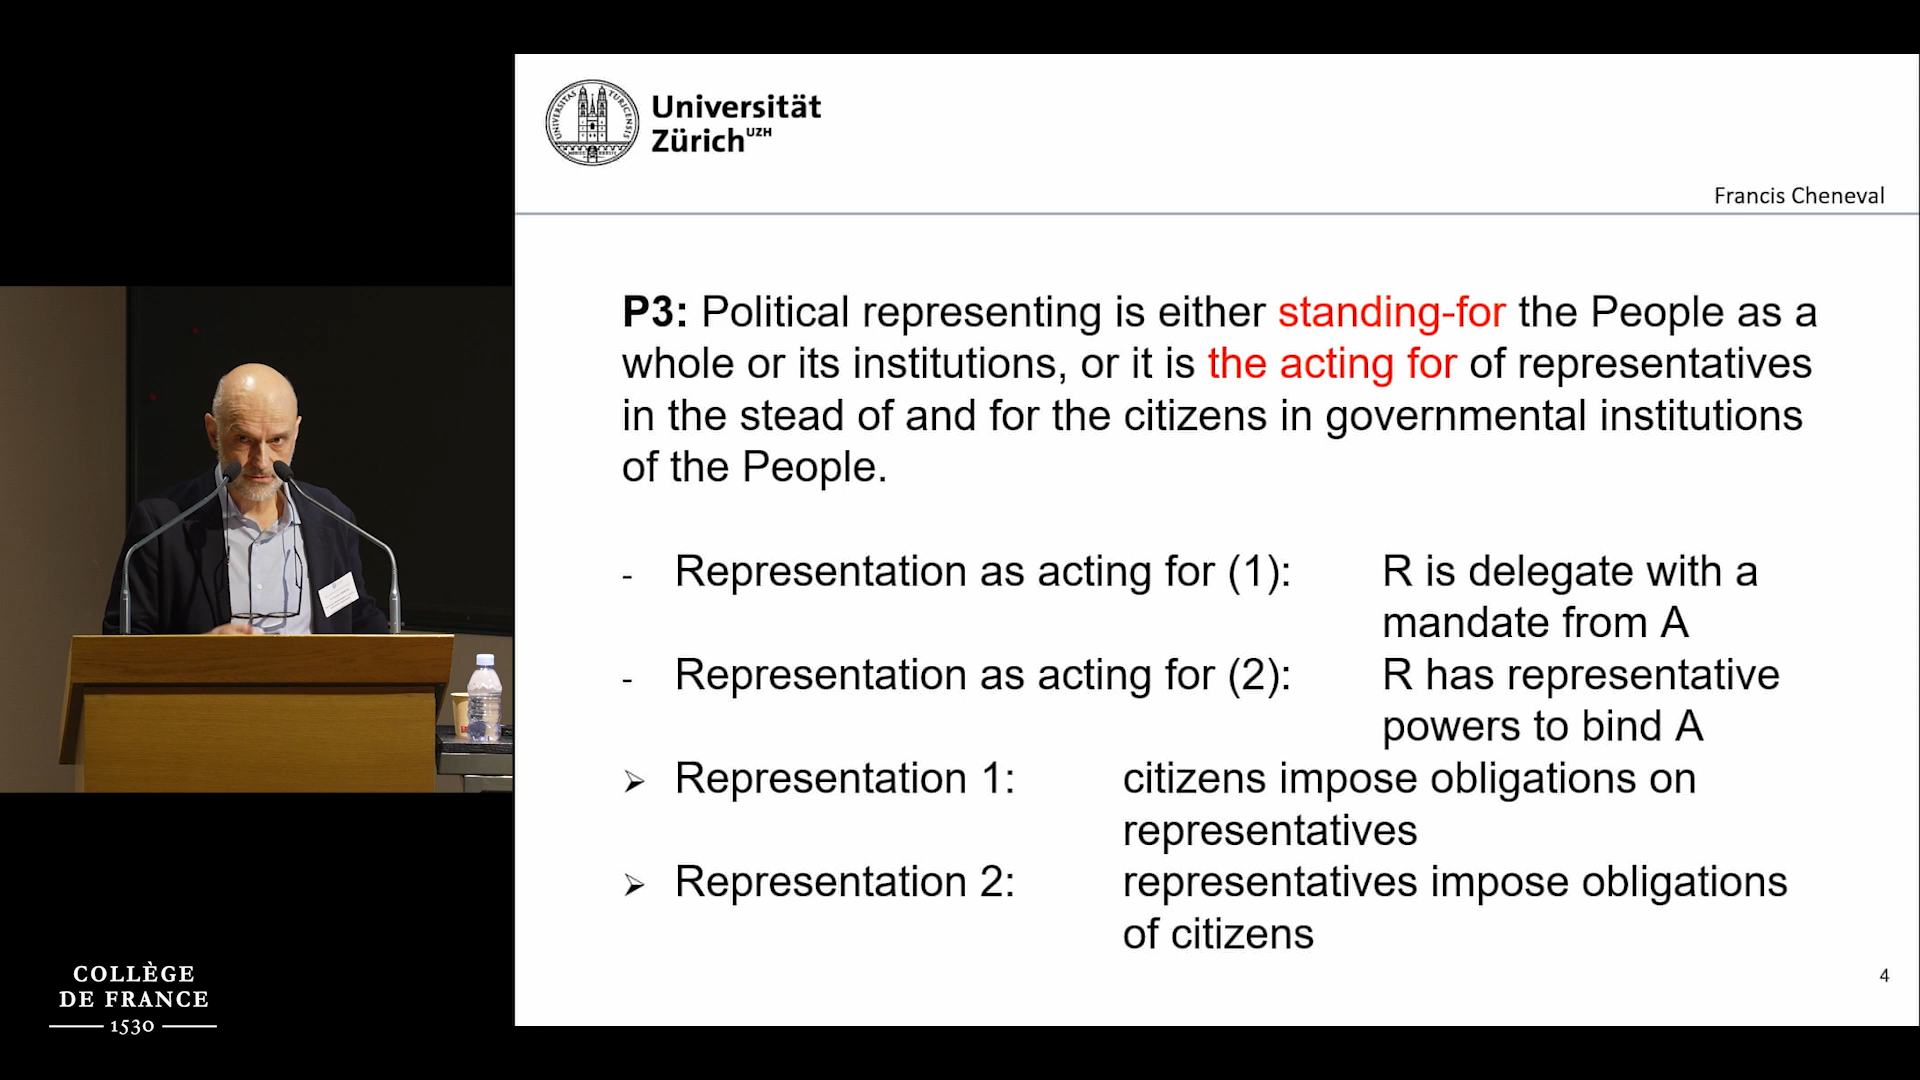 Universität
Zürich UZH
UNIVERSITAS TURICENSIS
Francis Cheneval
P3: Political representing is either standing-for the People as a
whole or its institutions, or it is the acting for of representatives
in the stead of and for the citizens in governmental institutions
of the People.
- Representation as acting for (1): R is delegate with a
mandate from A
- Representation as acting for (2): R has representative
powers to bind A
➢ Representation 1: citizens impose obligations on
representatives
➢ Representation 2: representatives impose obligations
of citizens
4
COLLÈGE
DE FRANCE
1530